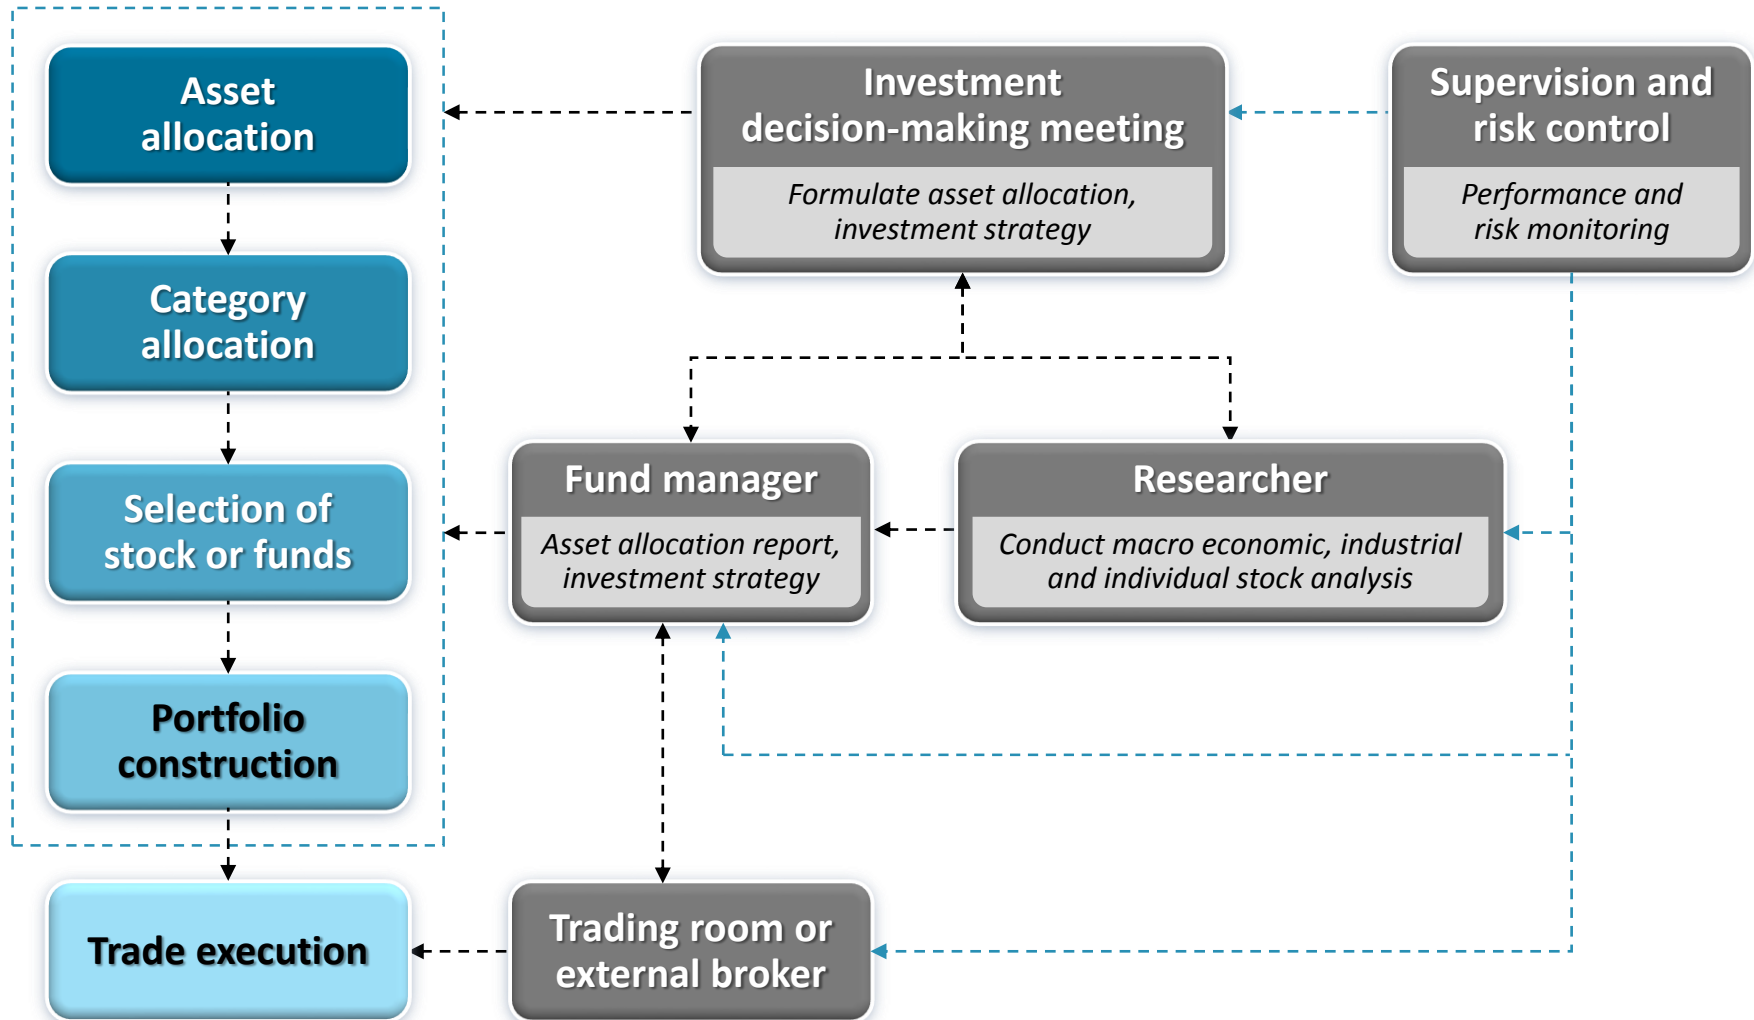 Asset
allocation
Category
allocation
Selection of
stock or funds
Portfolio
construction
Trade execution
Investment
decision-making meeting
Formulate asset allocation,
investment strategy
Supervision and
risk control
Performance and
risk monitoring
Fund manager
Asset allocation report,
investment strategy
Researcher
Conduct macro economic, industrial
and individual stock analysis
Trading room or
external broker